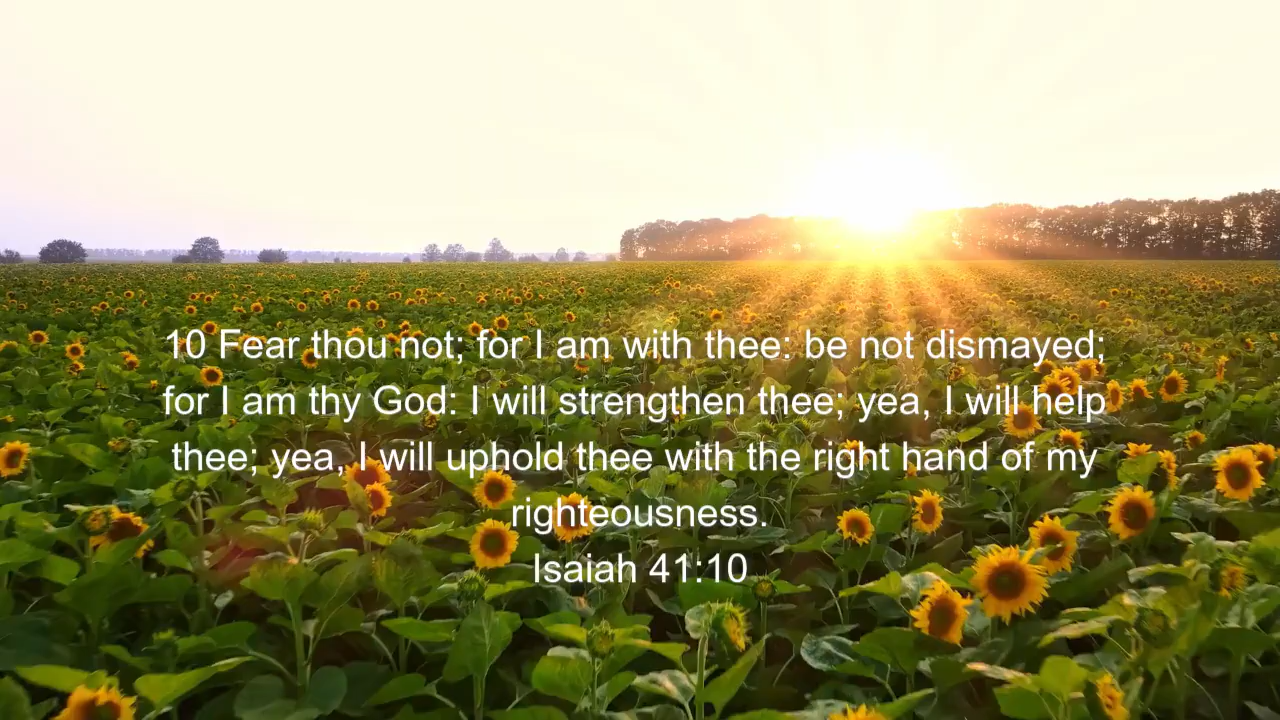 10 Fear thou not; for I am with thee: be not dismayed;
for I am thy God: I will strengthen thee; yea, I will help
thee; yea, I will uphold thee with the right hand of my
righteousness.
Isaiah 41:10